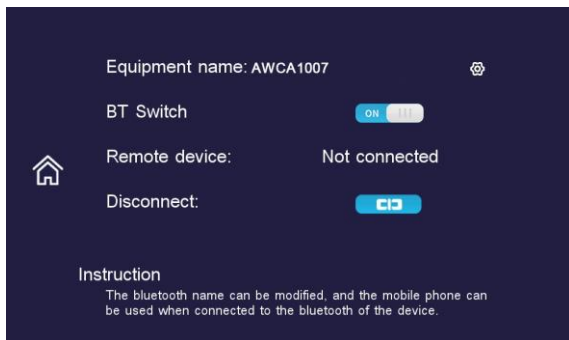 Equipment name: AWCA1007
BT Switch
ON
Remote device: Not connected
Disconnect:
Instruction
The bluetooth name can be modified, and the mobile phone can
be used when connected to the bluetooth of the device.